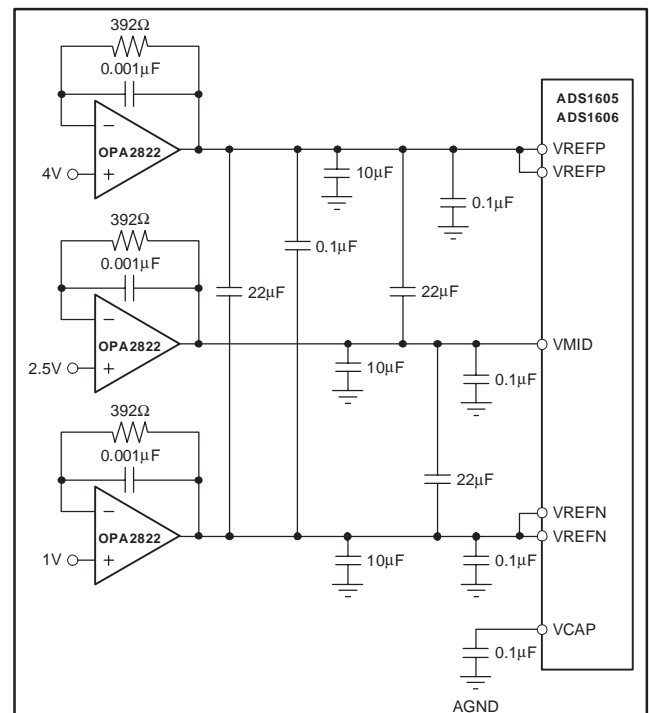 392Ω
0.001μF
OPA2822
4V
ADS1605
ADS1606
VREFP
VREFP
10μF
0.1μF
0.1μF
392Ω
0.001μF
22μF
22μF
OPA2822
2.5V
VMID
10μF
0.1μF
392Ω
0.001μF
22μF
OPA2822
1V
VREFN
VREFN
10μF
0.1μF
VCAP
0.1μF
AGND